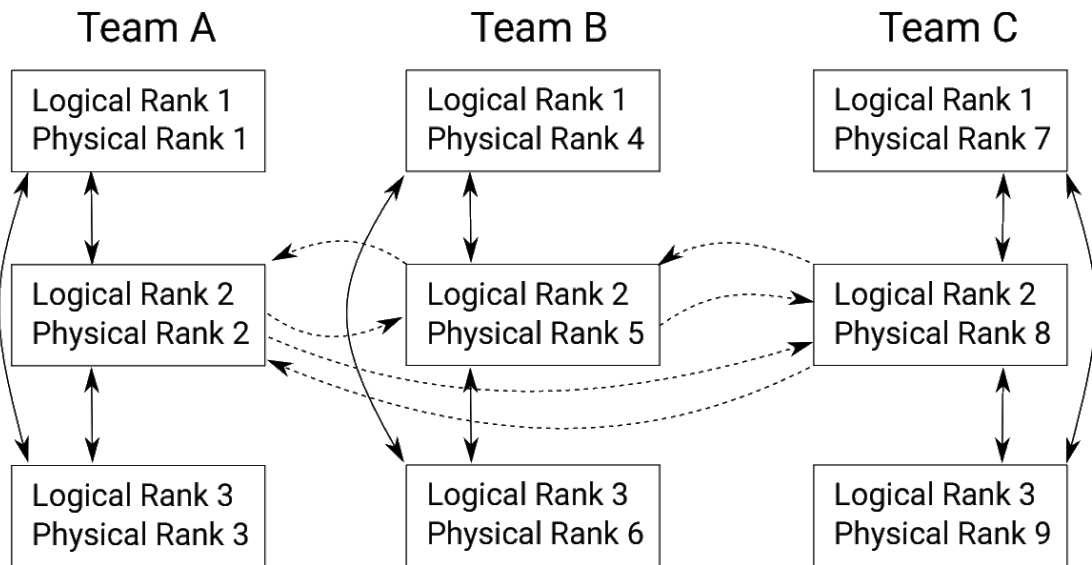 Team A
Team B
Team C
Logical Rank 1
Physical Rank 1
Logical Rank 1
Physical Rank 4
Logical Rank 1
Physical Rank 7
Logical Rank 2
Physical Rank 2
Logical Rank 2
Physical Rank 5
Logical Rank 2
Physical Rank 8
Logical Rank 3
Physical Rank 3
Logical Rank 3
Physical Rank 6
Logical Rank 3
Physical Rank 9